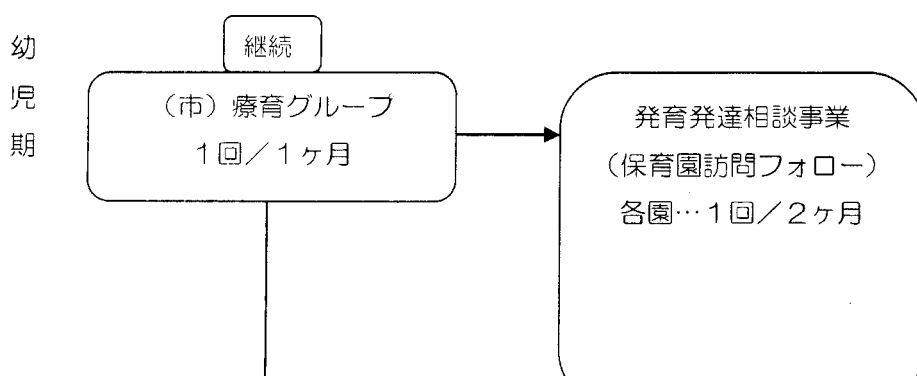 幼児期
継続
（市）療育グループ
１回／１ヶ月
発育発達相談事業
（保育園訪問フォロー）
各園…１回／２ヶ月